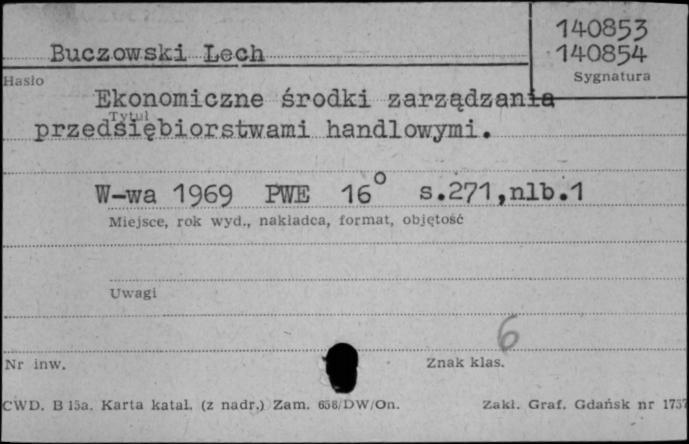 140853
Buczowski Lech 140854
Hasło Sygnatura
Ekonomiczne środki zarządzania
Tytuł
przedsiębiorstwami handlowymi.
W-wa 1969 PWE 16° s.271,nlb.1
Miejsce, rok wyd., nakładca, format, objętość
Uwagi
6
Nr inw. Znak klas.
CWD. B 15a. Karta katal. (z nadr.) Zam. 658/DW/On. Zakł. Graf. Gdańsk nr 1737